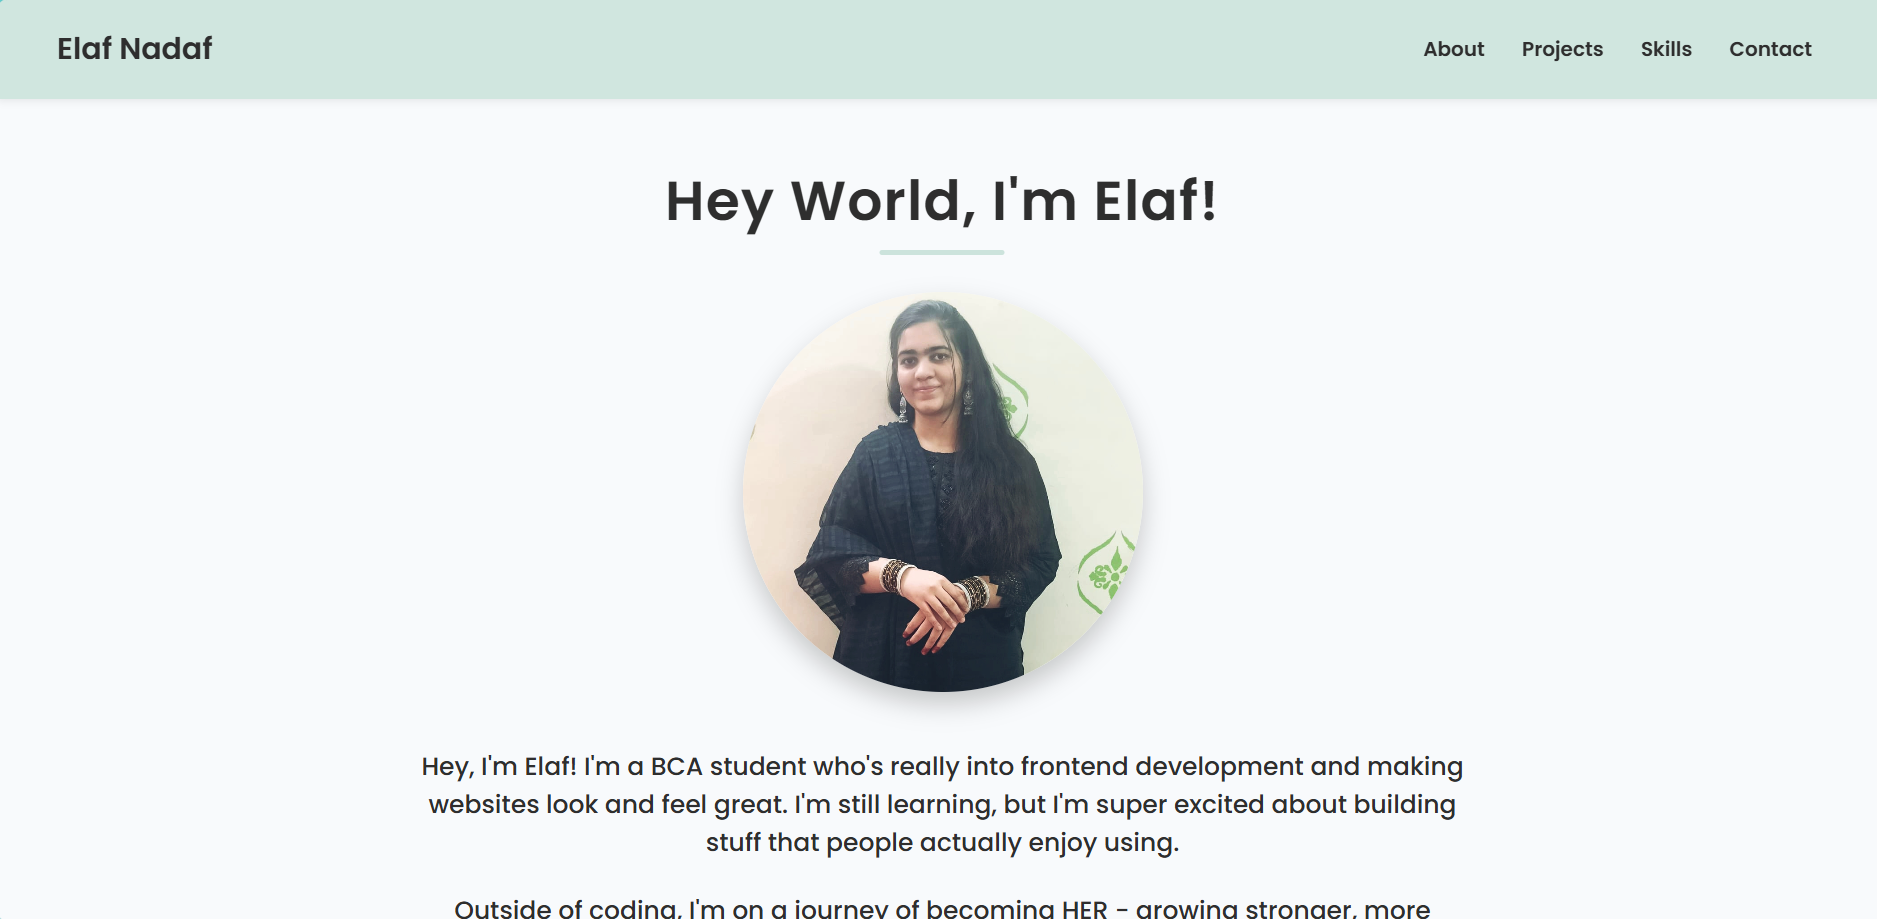 Elaf Nadaf
About Projects Skills Contact
Hey World, I'm Elaf!
Hey, I'm Elaf! I'm a BCA student who's really into frontend development and making
websites look and feel great. I'm still learning, but I'm super excited about building
stuff that people actually enjoy using.
Outside of coding, I'm on a journey of becoming HER - growing stronger, more